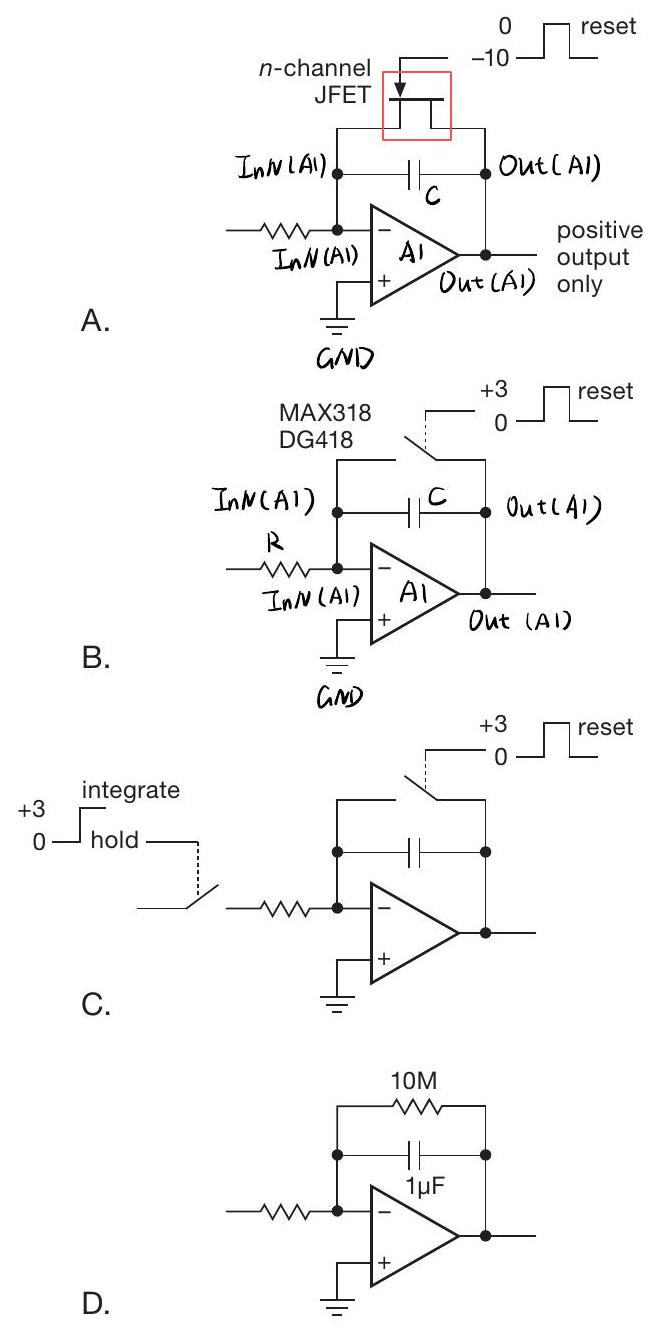 0 reset
−10
n-channel
JFET
InN(A1) Out(A1)
C
positive
InN(A1) A1 output
Out(A1) only
−
+
A.
GND
+3 reset
MAX318 0
DG418
InN(A1) C Out(A1)
R
−
InN(A1) A1
+ Out (A1)
B.
GND
+3 reset
0
integrate
+3
0 hold
−
+
C.
10M
1µF
−
+
D.